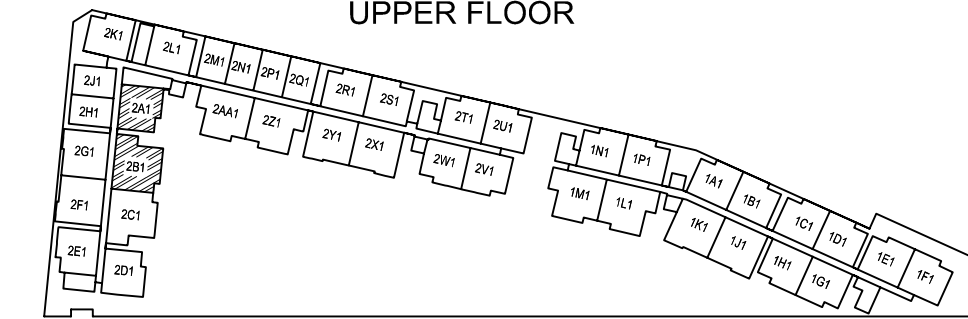 UPPER FLOOR
2K1
2L1
2M1
2N1
2P1
2Q1
2R1
2S1
2T1
2U1
2J1
2H1
2A1
2AA1
2Z1
2Y1
2X1
2W1
2V1
2G1
2B1
2F1
2C1
2E1
2D1
1N1
1P1
1M1
1L1
1A1
1B1
1C1
1D1
1E1
1F1
1K1
1J1
1H1
1G1